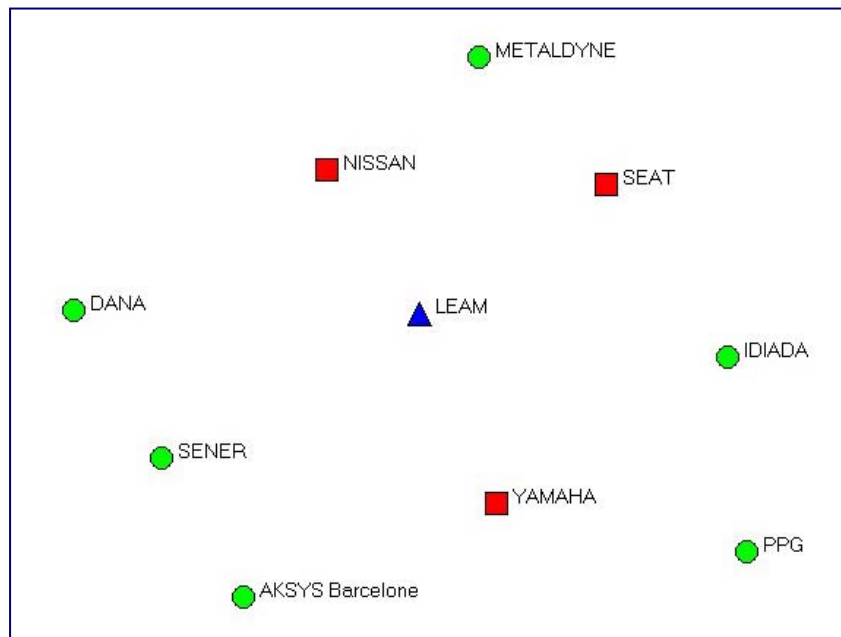 METALDYNE
NISSAN
SEAT
DANA
LEAM
IDIADA
SENER
YAMAHA
PPG
AKSYS Barcelone